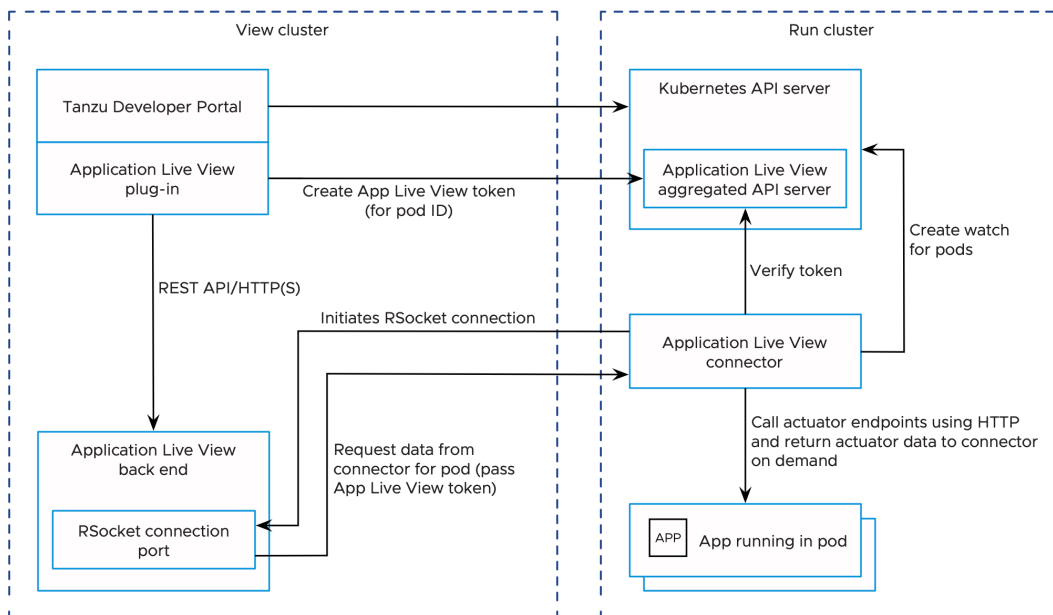 View cluster
Run cluster
Tanzu Developer Portal
Kubernetes API server
Application Live View
plug-in
Create App Live View token
(for pod ID)
Application Live View
aggregated API server
Create watch
for pods
Verify token
REST API/HTTP(S)
Initiates RSocket connection
Application Live View
connector
Call actuator endpoints using HTTP
and return actuator data to connector
on demand
Application Live View
back end
Request data from
connector for pod (pass
App Live View token)
RSocket connection
port
APP
App running in pod